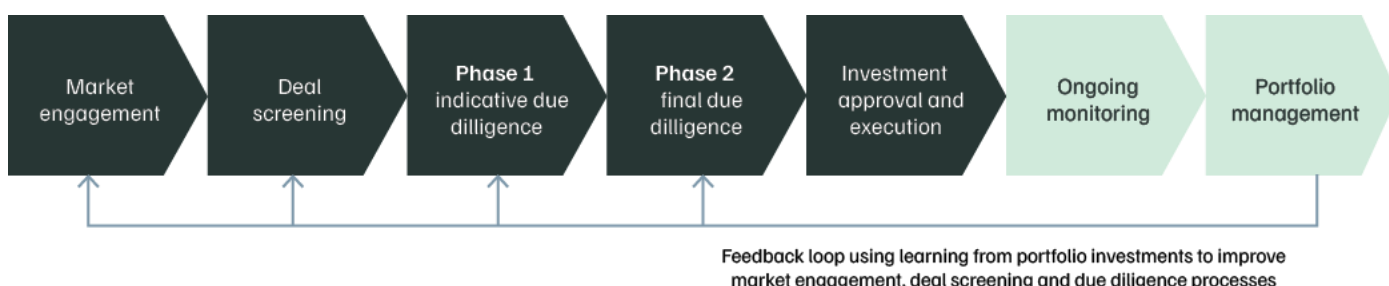 Market
engagement
Deal
screening
Phase 1
indicative due
dilligence
Phase 2
final due
dilligence
Investment
approval and
execution
Ongoing
monitoring
Portfolio
management
Feedback loop using learning from portfolio investments to improve
market engagement, deal screening and due diligence processes